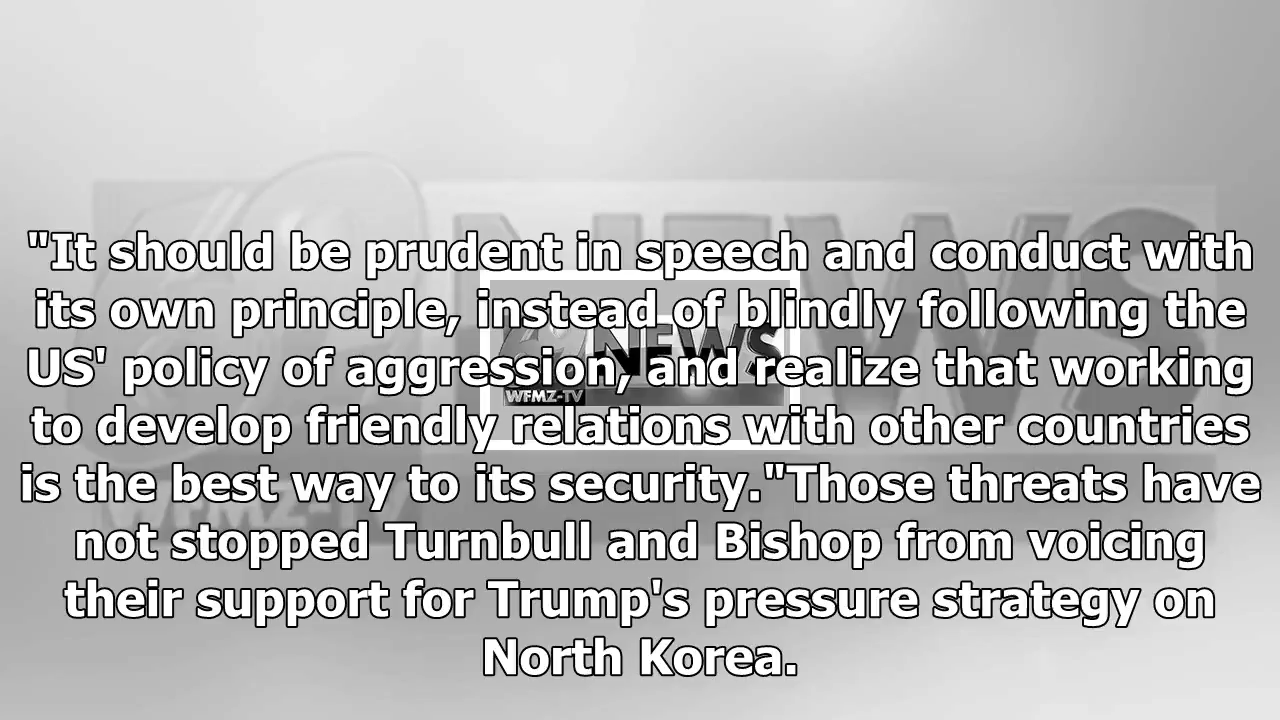 "It should be prudent in speech and conduct with
its own principle, instead of blindly following the
US' policy of aggression, and realize that working
to develop friendly relations with other countries
is the best way to its security."Those threats have
not stopped Turnbull and Bishop from voicing
their support for Trump's pressure strategy on
North Korea.
NEWS
WFMZ-TV
NEWS
WFMZ-TV